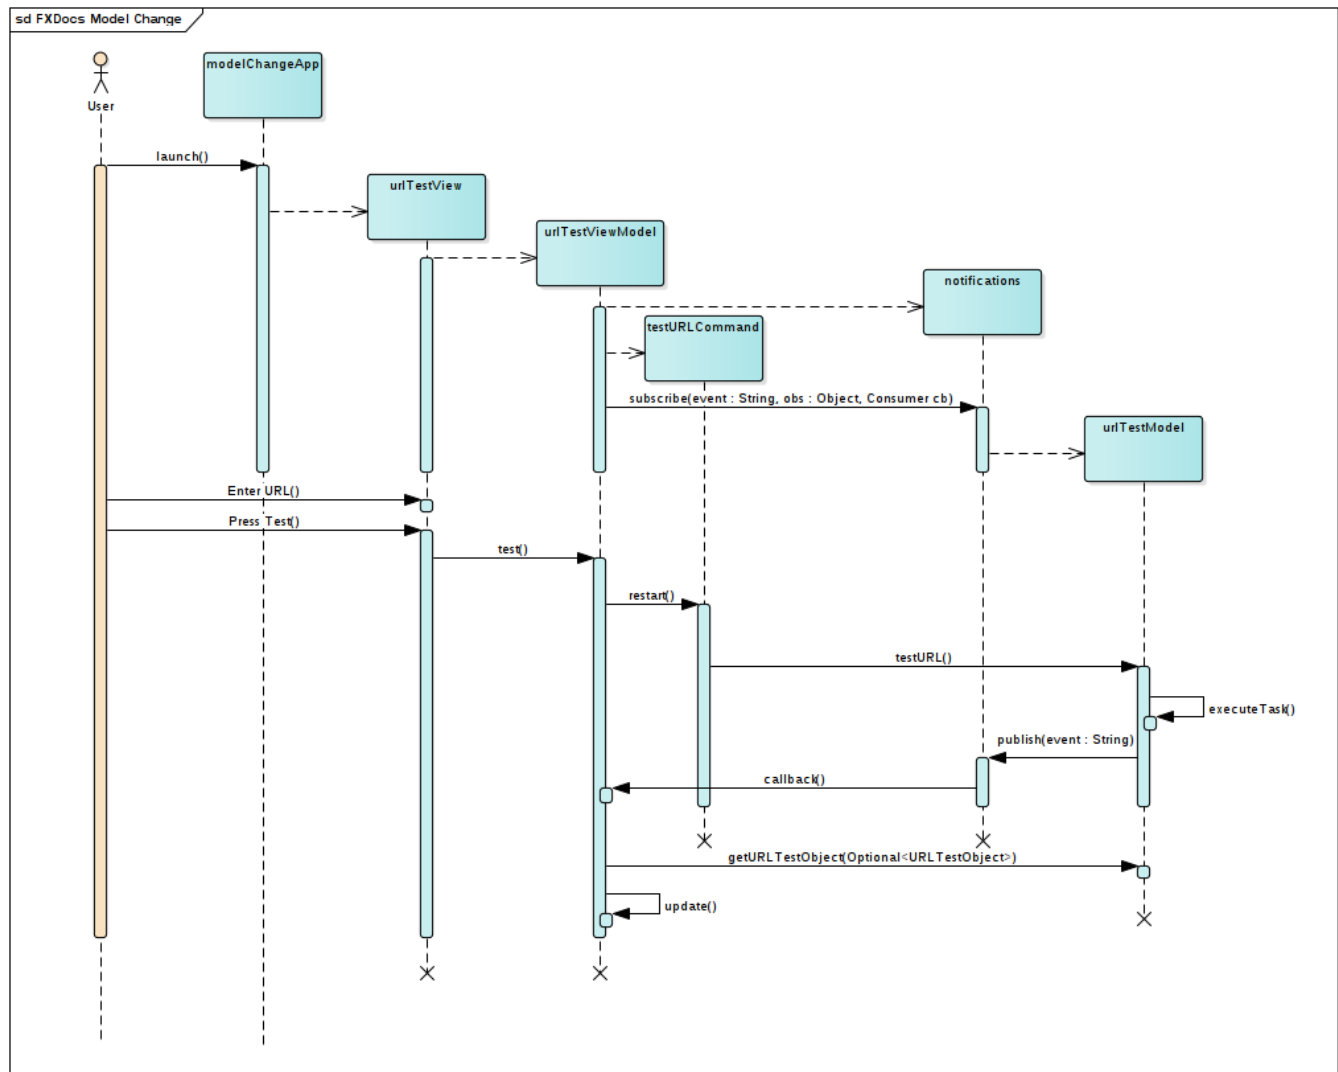 sd FXDocs Model Change
modelChangeApp
User
launch()
urlTestView
urlTestViewModel
notifications
testURLCommand
subscribe(event : String, obs : Object, Consumer cb)
urlTestModel
Enter URL()
Press Test()
test()
restart()
testURL()
executeTask()
publish(event : String)
callback()
getURLTestObject(Optional<URLTestObject>)
update()